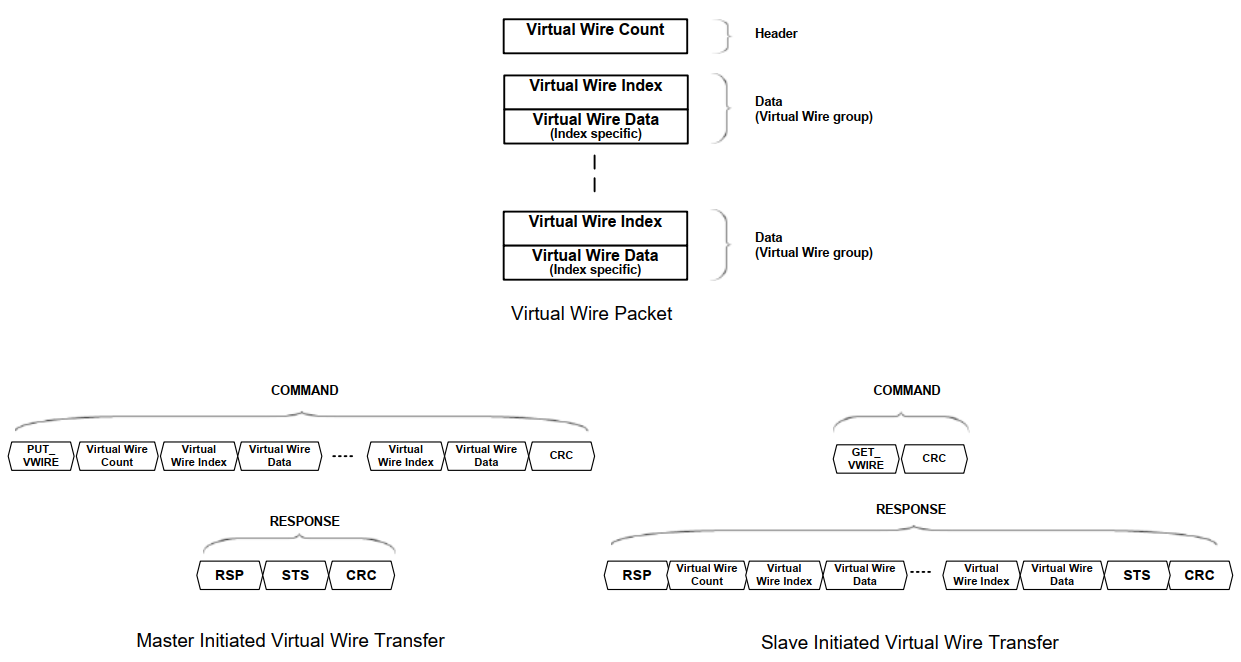 Virtual Wire Count
Header
Virtual Wire Index
Virtual Wire Data
(Index specific)
Data
(Virtual Wire group)
Virtual Wire Index
Virtual Wire Data
(Index specific)
Data
(Virtual Wire group)
Virtual Wire Packet
COMMAND
PUT_
VWIRE
Virtual Wire
Count
Virtual
Wire Index
Virtual Wire
Data
Virtual
Wire Index
Virtual Wire
Data
CRC
RESPONSE
RSP
STS
CRC
Master Initiated Virtual Wire Transfer
COMMAND
GET_
VWIRE
CRC
RESPONSE
RSP
Virtual Wire
Count
Virtual
Wire Index
Virtual Wire
Data
Virtual
Wire Index
Virtual Wire
Data
STS
CRC
Slave Initiated Virtual Wire Transfer